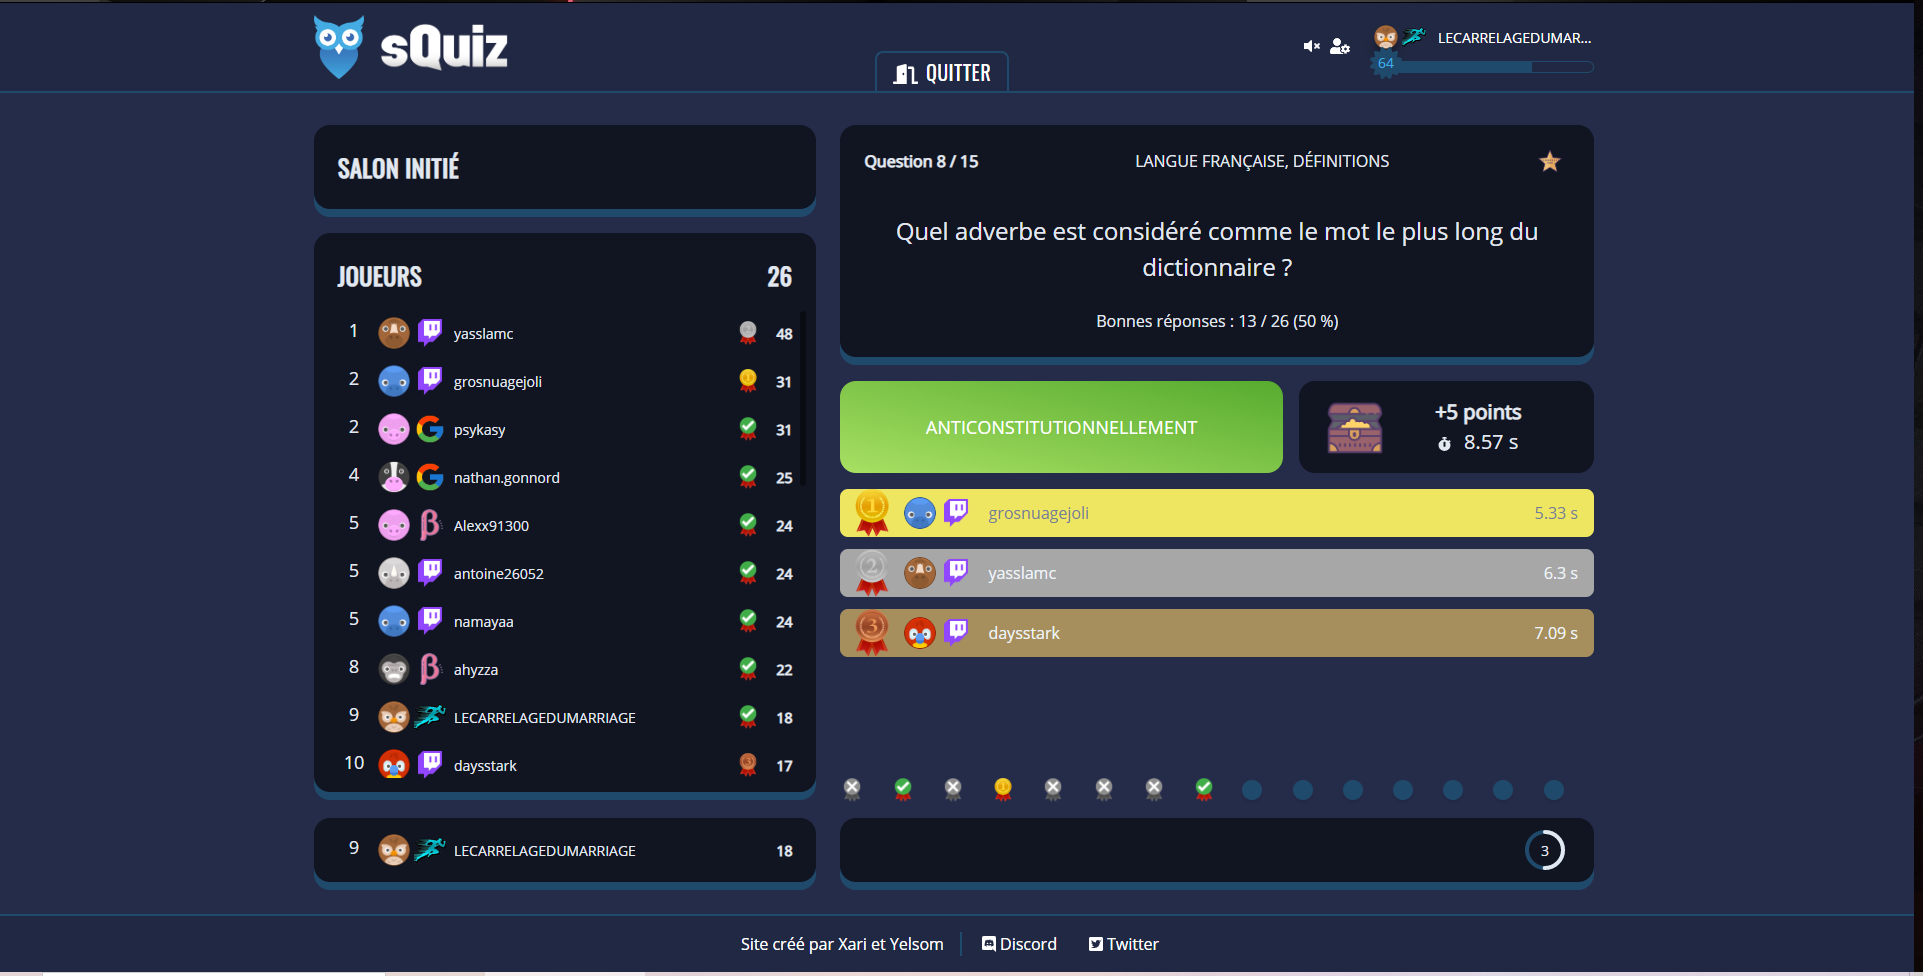 sQuiz
QUITTER
LECARRELAGEDUMAR...
64
SALON INITIÉ
JOUEURS 26
1 yasslamc 48
2 grosnuagejoli 31
2 psykasy 31
4 nathan.gonnord 25
5 Alexx91300 24
5 antoine26052 24
5 namayaa 24
8 ahyzza 22
9 LECARRELAGEDUMARRIAGE 18
10 daysstark 17
9 LECARRELAGEDUMARRIAGE 18
Question 8 / 15 LANGUE FRANÇAISE, DÉFINITIONS
Quel adverbe est considéré comme le mot le plus long du
dictionnaire ?
Bonnes réponses : 13 / 26 (50 %)
ANTICONSTITUTIONNELLEMENT
+5 points
8.57 s
1 grosnuagejoli 5.33 s
2 yasslamc 6.3 s
3 daysstark 7.09 s
3
Site créé par Xari et Yelsom Discord Twitter